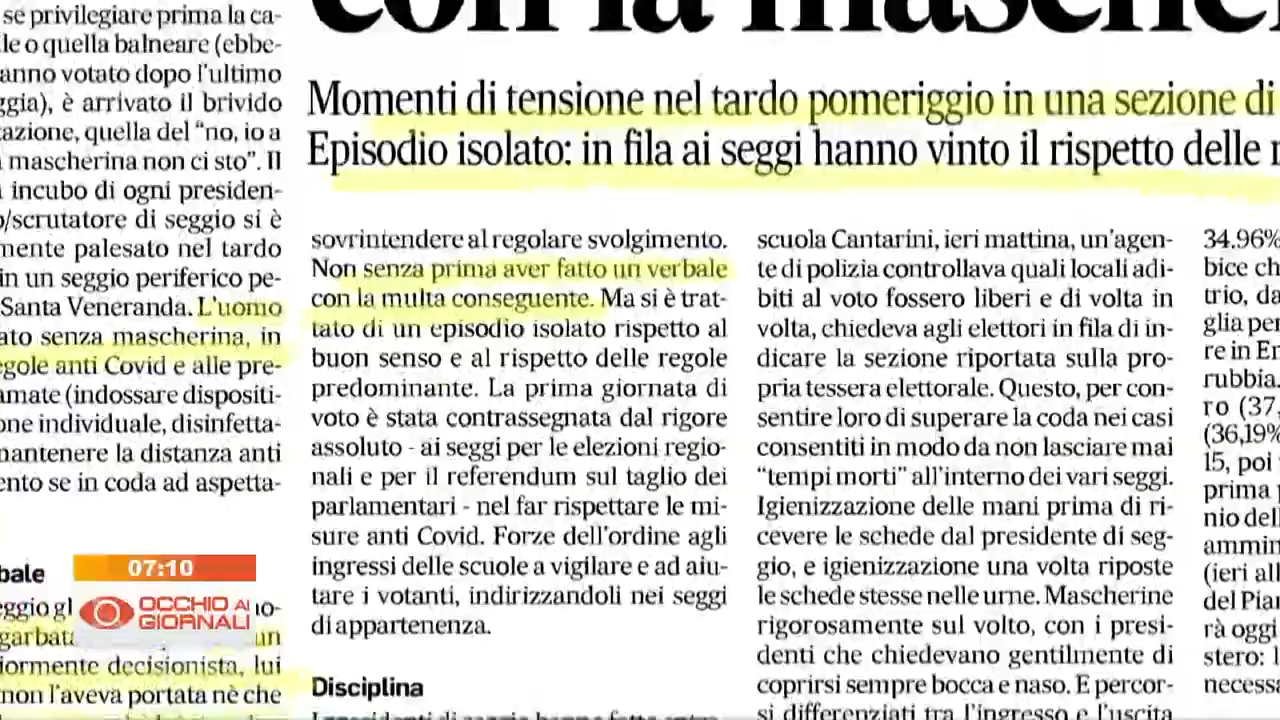 con la mascher
Momenti di tensione nel tardo pomeriggio in una sezione di
Episodio isolato: in fila ai seggi hanno vinto il rispetto delle
se privilegiare prima la ca-
le o quella balneare (ebbe-
anno votato dopo l'ultimo
ggia), è arrivato il brivido
azione, quella del "no, io a
mascherina non ci sto". Il
incubo di ogni presiden-
o/scrutatore di seggio si è
mente palesato nel tardo
in un seggio periferico pe-
Santa Veneranda. L'uomo
ato senza mascherina, in
egole anti Covid e alle pre-
amate (indossare dispositi-
one individuale, disinfetta-
mantenere la distanza anti
ento se in coda ad aspetta-
bale
eggio gl
garbat un
iormente decisionista, lui
non l'aveva portata nè che
sovrintendere al regolare svolgimento.
Non senza prima aver fatto un verbale
con la multa conseguente. Ma si è trat-
tato di un episodio isolato rispetto al
buon senso e al rispetto delle regole
predominante. La prima giornata di
voto è stata contrassegnata dal rigore
assoluto - ai seggi per le elezioni regio-
nali e per il referendum sul taglio dei
parlamentari - nel far rispettare le mi-
sure anti Covid. Forze dell'ordine agli
ingressi delle scuole a vigilare e ad aiu-
tare i votanti, indirizzandoli nei seggi
di appartenenza.
Disciplina
scuola Cantarini, ieri mattina, un'agen-
te di polizia controllava quali locali adi-
biti al voto fossero liberi e di volta in
volta, chiedeva agli elettori in fila di in-
dicare la sezione riportata sulla pro-
pria tessera elettorale. Questo, per con-
sentire loro di superare la coda nei casi
consentiti in modo da non lasciare mai
"tempi morti" all'interno dei vari seggi.
Igienizzazione delle mani prima di ri-
cevere le schede dal presidente di seg-
gio, e igienizzazione una volta riposte
le schede stesse nelle urne. Mascherine
rigorosamente sul volto, con i presi-
denti che chiedevano gentilmente di
coprirsi sempre bocca e naso. E percor-
si differenziati tra l'ingresso e l'uscita
34.96%
bice ch
trio, da
glia per
re in Er
rubbia.
ro (37,
(36,19%
15, poi
prima
nio del
ammin
(ieri all
del Pian
rà oggi
stero: l
necessa
07:10
OCCHIO AI
GIORNALI